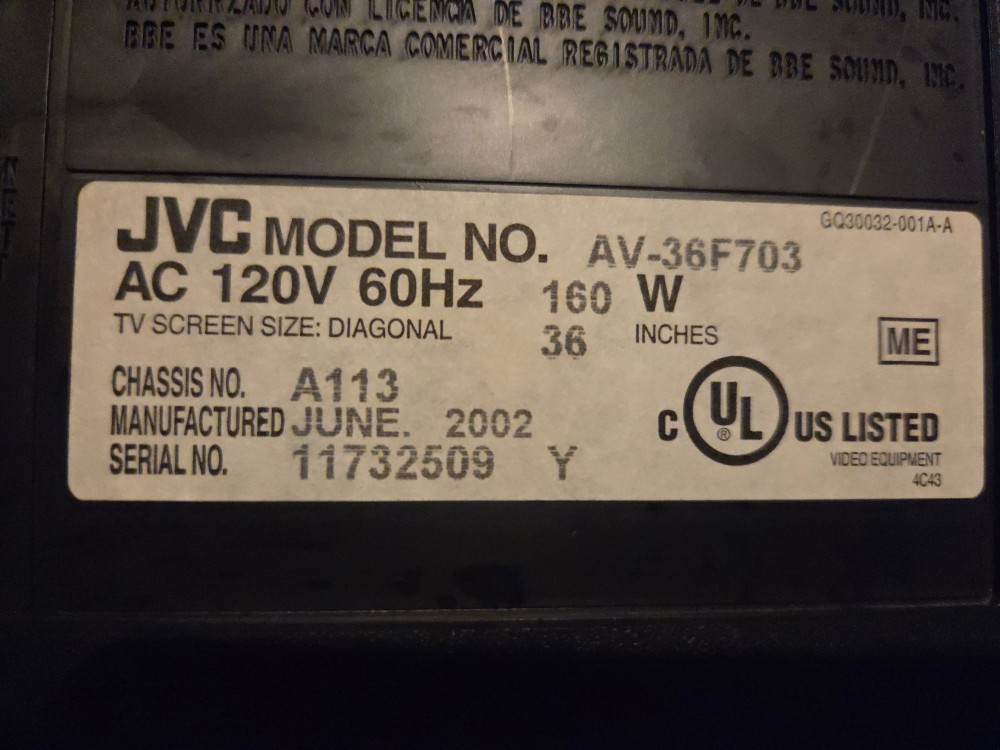 CON LICENCIA DE BBE SOUND, INC.
BBE ES UNA MARCA COMERCIAL REGISTRADA DE BBE SOUND, INC.
GQ30032-001A-A
JVC MODEL NO. AV-36F703
AC 120V 60Hz 160 W
TV SCREEN SIZE: DIAGONAL 36 INCHES
ME
CHASSIS NO. A113
MANUFACTURED JUNE. 2002
SERIAL NO. 11732509 Y
C UL ® US LISTED
VIDEO EQUIPMENT
4C43